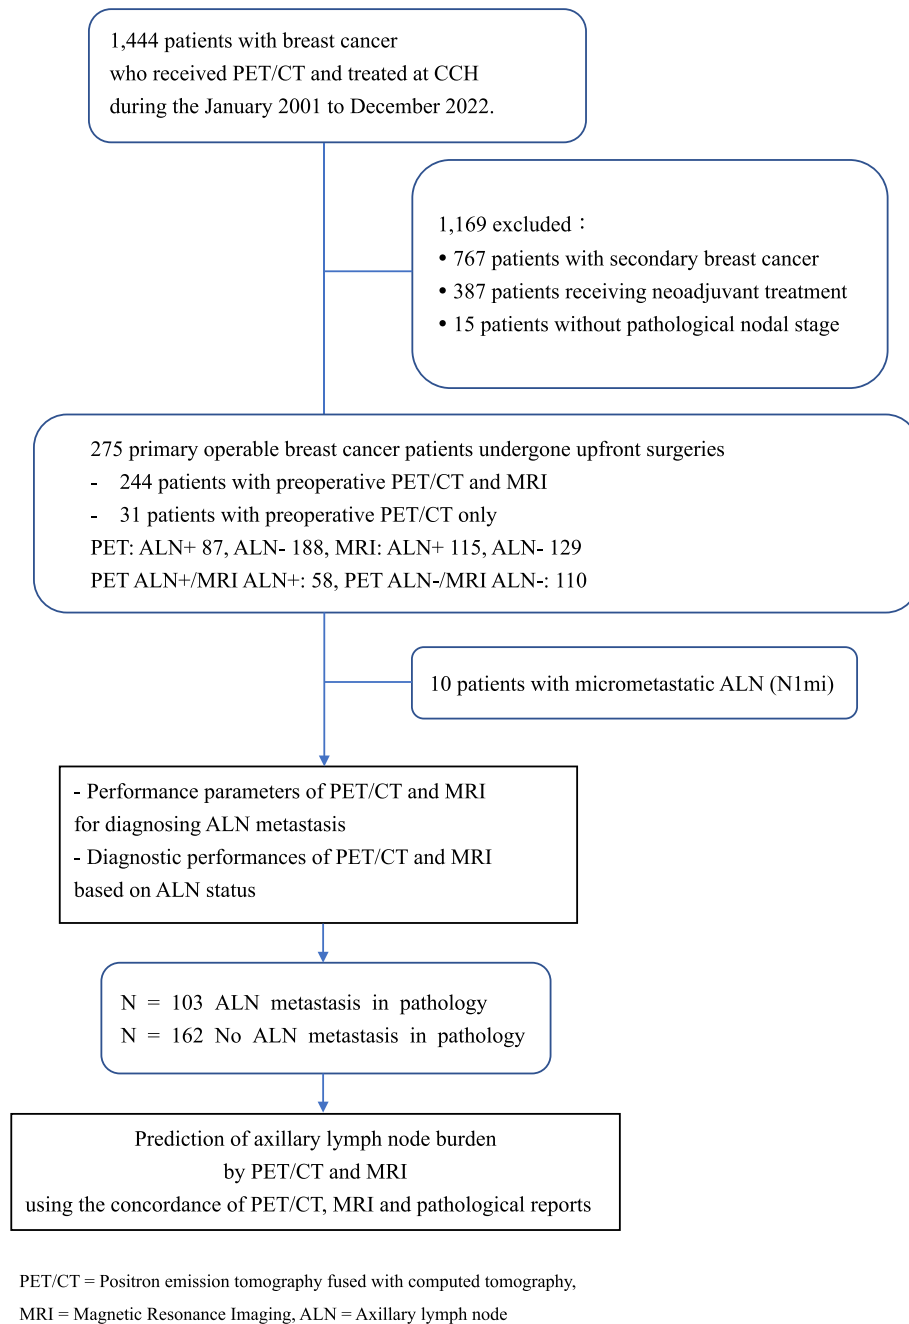 1,444 patients with breast cancer
who received PET/CT and treated at CCH
during the January 2001 to December 2022.
1,169 excluded：
• 767 patients with secondary breast cancer
• 387 patients receiving neoadjuvant treatment
• 15 patients without pathological nodal stage
275 primary operable breast cancer patients undergone upfront surgeries
- 244 patients with preoperative PET/CT and MRI
- 31 patients with preoperative PET/CT only
PET: ALN+ 87, ALN- 188, MRI: ALN+ 115, ALN- 129
PET ALN+/MRI ALN+: 58, PET ALN-/MRI ALN-: 110
10 patients with micrometastatic ALN (N1mi)
- Performance parameters of PET/CT and MRI
for diagnosing ALN metastasis
- Diagnostic performances of PET/CT and MRI
based on ALN status
N = 103 ALN metastasis in pathology
N = 162 No ALN metastasis in pathology
Prediction of axillary lymph node burden
by PET/CT and MRI
using the concordance of PET/CT, MRI and pathological reports
PET/CT = Positron emission tomography fused with computed tomography,
MRI = Magnetic Resonance Imaging, ALN = Axillary lymph node